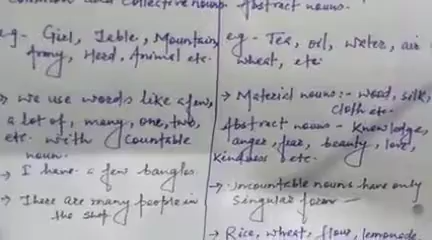 Common and Collective nouns.
e.g - Girl, Table, Mountain,
Army, Herd, Animal etc.
→ we use words like a few,
a lot of, many, one, two,
etc. with Countable
noun.
→ I have a few bangles.
→ There are many people in
the shop
Abstract nouns.
eg - Tea, oil, water, air
wheat, etc
→ Material nouns:- wood, silk,
cloth etc.
Abstract nouns - Knowledge,
anger, fear, beauty, love,
kindness etc.
→ Uncountable nouns have only
singular form -
→ Rice, wheat, flour, lemonade,